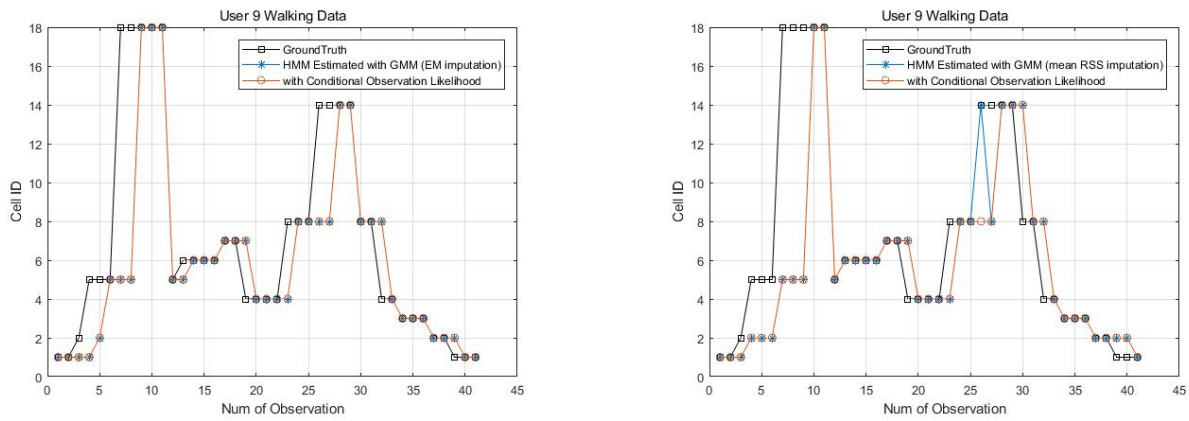 User 9 Walking Data
18
16
14
12
10
8
6
4
2
0
Cell ID
GroundTruth
HMM Estimated with GMM (EM imputation)
with Conditional Observation Likelihood
0 5 10 15 20 25 30 35 40 45
Num of Observation
User 9 Walking Data
18
16
14
12
10
8
6
4
2
0
Cell ID
GroundTruth
HMM Estimated with GMM (mean RSS imputation)
with Conditional Observation Likelihood
0 5 10 15 20 25 30 35 40 45
Num of Observation